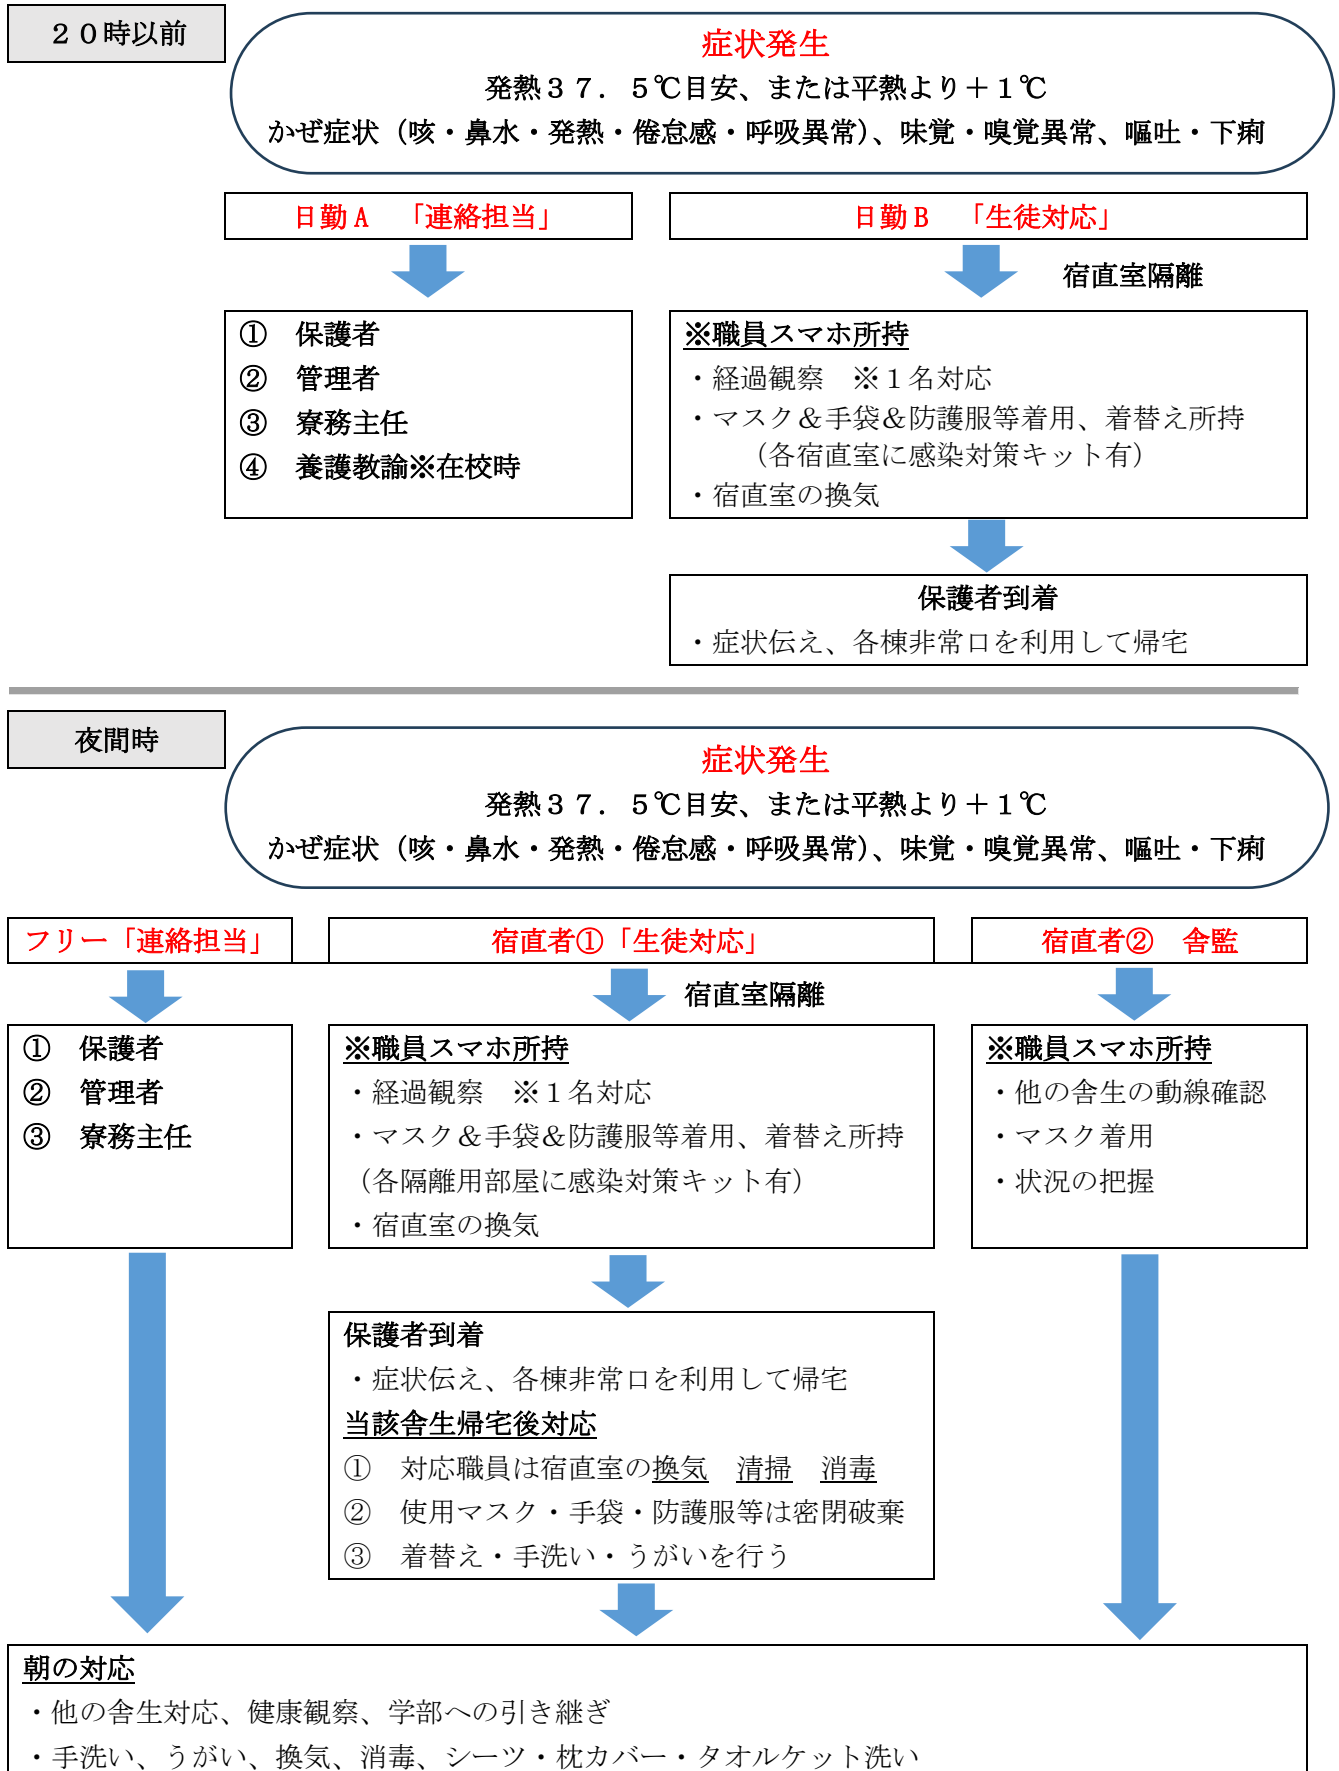 ２０時以前
症状発生
発熱３７．５℃目安、または平熱より＋１℃
かぜ症状（咳・鼻水・発熱・倦怠感・呼吸異常）、味覚・嗅覚異常、嘔吐・下痢
日勤A　「連絡担当」
日勤B　「生徒対応」
宿直室隔離
①　保護者
②　管理者
③　寮務主任
④　養護教諭※在校時
※職員スマホ所持
・経過観察　※１名対応
・マスク＆手袋＆防護服等着用、着替え所持
（各宿直室に感染対策キット有）
・宿直室の換気
保護者到着
・症状伝え、各棟非常口を利用して帰宅
夜間時
症状発生
発熱３７．５℃目安、または平熱より＋１℃
かぜ症状（咳・鼻水・発熱・倦怠感・呼吸異常）、味覚・嗅覚異常、嘔吐・下痢
フリー「連絡担当」
宿直者①「生徒対応」
宿直者②　舎監
宿直室隔離
①　保護者
②　管理者
③　寮務主任
※職員スマホ所持
・経過観察　※１名対応
・マスク＆手袋＆防護服等着用、着替え所持
（各隔離用部屋に感染対策キット有）
・宿直室の換気
※職員スマホ所持
・他の舎生の動線確認
・マスク着用
・状況の把握
保護者到着
・症状伝え、各棟非常口を利用して帰宅
当該舎生帰宅後対応
①　対応職員は宿直室の換気　清掃　消毒
②　使用マスク・手袋・防護服等は密閉破棄
③　着替え・手洗い・うがいを行う
朝の対応
・他の舎生対応、健康観察、学部への引き継ぎ
・手洗い、うがい、換気、消毒、シーツ・枕カバー・タオルケット洗い